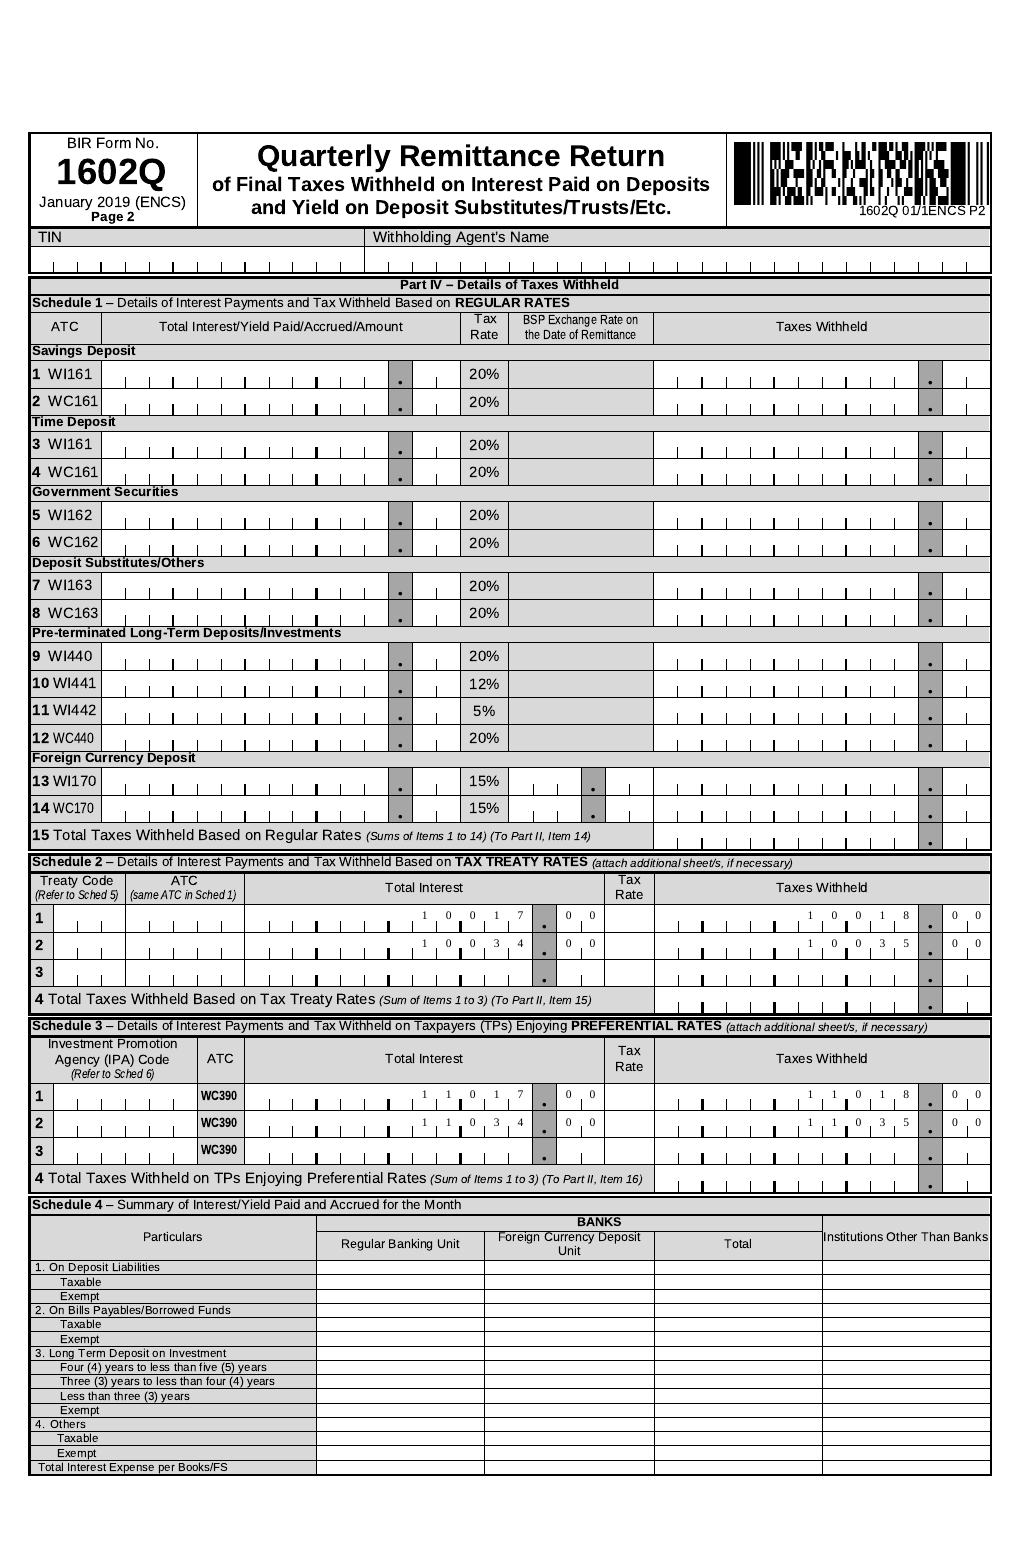 BIR Form No.
1602Q
January 2019 (ENCS)
Page 2
Quarterly Remittance Return
of Final Taxes Withheld on Interest Paid on Deposits
and Yield on Deposit Substitutes/Trusts/Etc.
1602Q 01/1ENCS P2
TIN Withholding Agent's Name
Part IV – Details of Taxes Withheld
Schedule 1 – Details of Interest Payments and Tax Withheld Based on REGULAR RATES
ATC Total Interest/Yield Paid/Accrued/Amount Tax Rate BSP Exchange Rate on the Date of Remittance Taxes Withheld
Savings Deposit
1 WI161 . 20% .
2 WC161 . 20% .
Time Deposit
3 WI161 . 20% .
4 WC161 . 20% .
Government Securities
5 WI162 . 20% .
6 WC162 . 20% .
Deposit Substitutes/Others
7 WI163 . 20% .
8 WC163 . 20% .
Pre-terminated Long-Term Deposits/Investments
9 WI440 . 20% .
10 WI441 . 12% .
11 WI442 . 5% .
12 WC440 . 20% .
Foreign Currency Deposit
13 WI170 . 15% . .
14 WC170 . 15% . .
15 Total Taxes Withheld Based on Regular Rates (Sums of Items 1 to 14) (To Part II, Item 14) .
Schedule 2 – Details of Interest Payments and Tax Withheld Based on TAX TREATY RATES (attach additional sheet/s, if necessary)
Treaty Code (Refer to Sched 5) ATC (same ATC in Sched 1) Total Interest Tax Rate Taxes Withheld
1 1 0 0 1 7 . 0 0 1 0 0 1 8 . 0 0
2 1 0 0 3 4 . 0 0 1 0 0 3 5 . 0 0
3 . .
4 Total Taxes Withheld Based on Tax Treaty Rates (Sum of Items 1 to 3) (To Part II, Item 15) .
Schedule 3 – Details of Interest Payments and Tax Withheld on Taxpayers (TPs) Enjoying PREFERENTIAL RATES (attach additional sheet/s, if necessary)
Investment Promotion Agency (IPA) Code (Refer to Sched 6) ATC Total Interest Tax Rate Taxes Withheld
1 WC390 1 1 0 1 7 . 0 0 1 1 0 1 8 . 0 0
2 WC390 1 1 0 3 4 . 0 0 1 1 0 3 5 . 0 0
3 WC390 . .
4 Total Taxes Withheld on TPs Enjoying Preferential Rates (Sum of Items 1 to 3) (To Part II, Item 16) .
Schedule 4 – Summary of Interest/Yield Paid and Accrued for the Month
Particulars BANKS Institutions Other Than Banks
Regular Banking Unit Foreign Currency Deposit Unit Total
1. On Deposit Liabilities
Taxable
Exempt
2. On Bills Payables/Borrowed Funds
Taxable
Exempt
3. Long Term Deposit on Investment
Four (4) years to less than five (5) years
Three (3) years to less than four (4) years
Less than three (3) years
Exempt
4. Others
Taxable
Exempt
Total Interest Expense per Books/FS